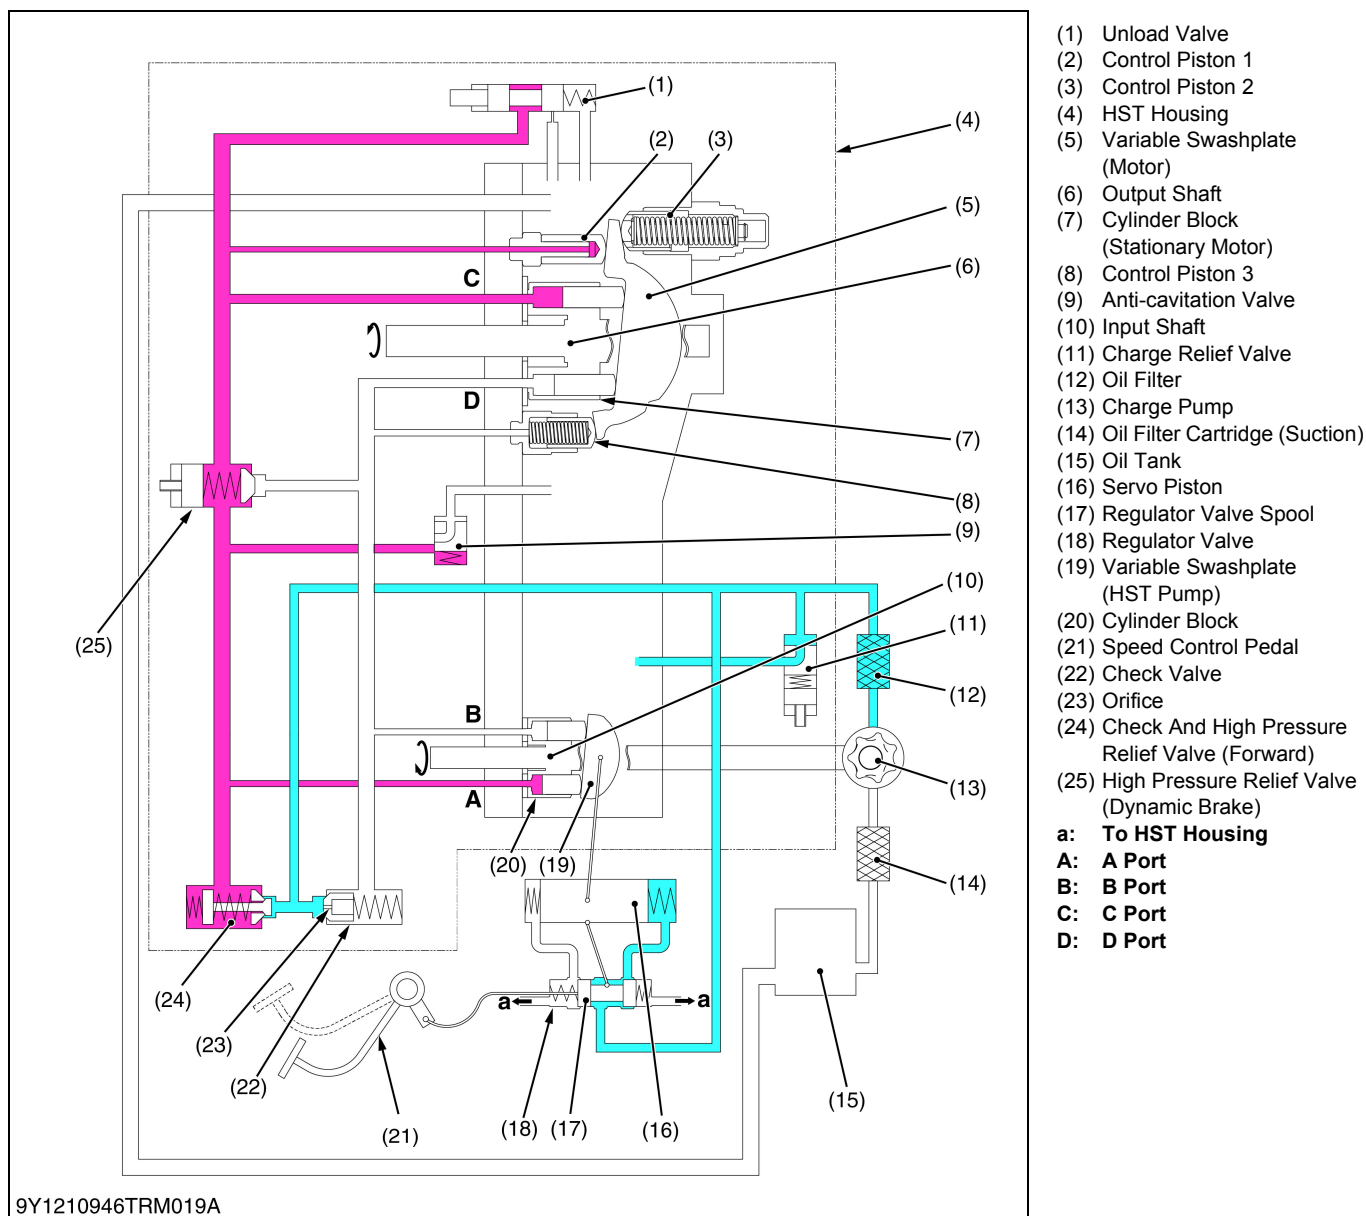 (1)
(2)
(3)
(4)
(5)
C
(6)
D
(7)
(8)
(9)
(10)
(25)
(11)
(12)
B
A
(13)
(20)
(19)
(14)
(24)
a
a
(23)
(22)
(21)
(18)
(17)
(16)
(15)
9Y1210946TRM019A
(1) Unload Valve
(2) Control Piston 1
(3) Control Piston 2
(4) HST Housing
(5) Variable Swashplate
(Motor)
(6) Output Shaft
(7) Cylinder Block
(Stationary Motor)
(8) Control Piston 3
(9) Anti-cavitation Valve
(10) Input Shaft
(11) Charge Relief Valve
(12) Oil Filter
(13) Charge Pump
(14) Oil Filter Cartridge (Suction)
(15) Oil Tank
(16) Servo Piston
(17) Regulator Valve Spool
(18) Regulator Valve
(19) Variable Swashplate
(HST Pump)
(20) Cylinder Block
(21) Speed Control Pedal
(22) Check Valve
(23) Orifice
(24) Check And High Pressure
Relief Valve (Forward)
(25) High Pressure Relief Valve
(Dynamic Brake)
a: To HST Housing
A: A Port
B: B Port
C: C Port
D: D Port